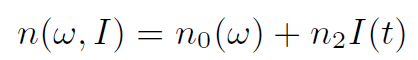 n(ω, I) = n₀(ω) + n₂I(t)